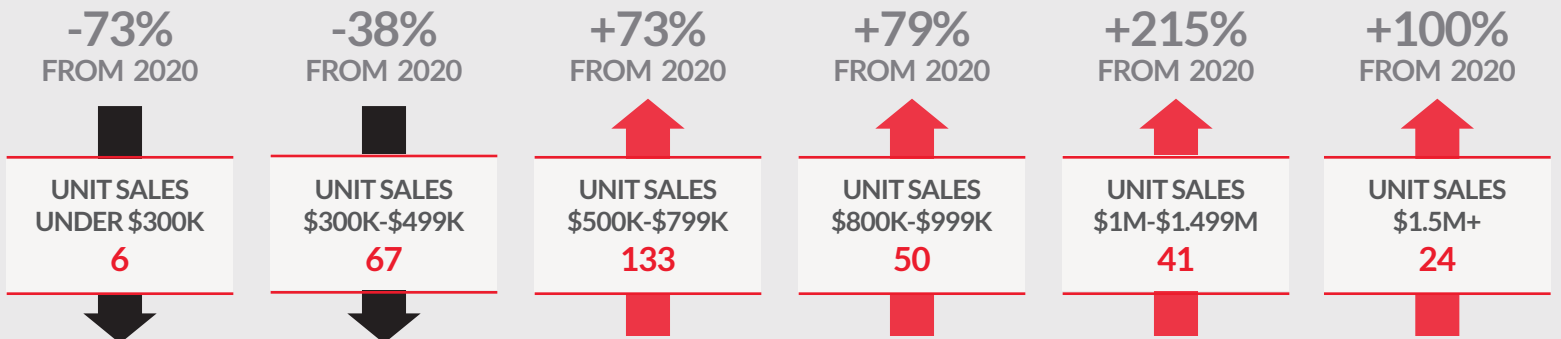 -73%
FROM 2020
UNIT SALES
UNDER $300K
6
-38%
FROM 2020
UNIT SALES
$300K-$499K
67
+73%
FROM 2020
UNIT SALES
$500K-$799K
133
+79%
FROM 2020
UNIT SALES
$800K-$999K
50
+215%
FROM 2020
UNIT SALES
$1M-$1.499M
41
+100%
FROM 2020
UNIT SALES
$1.5M+
24